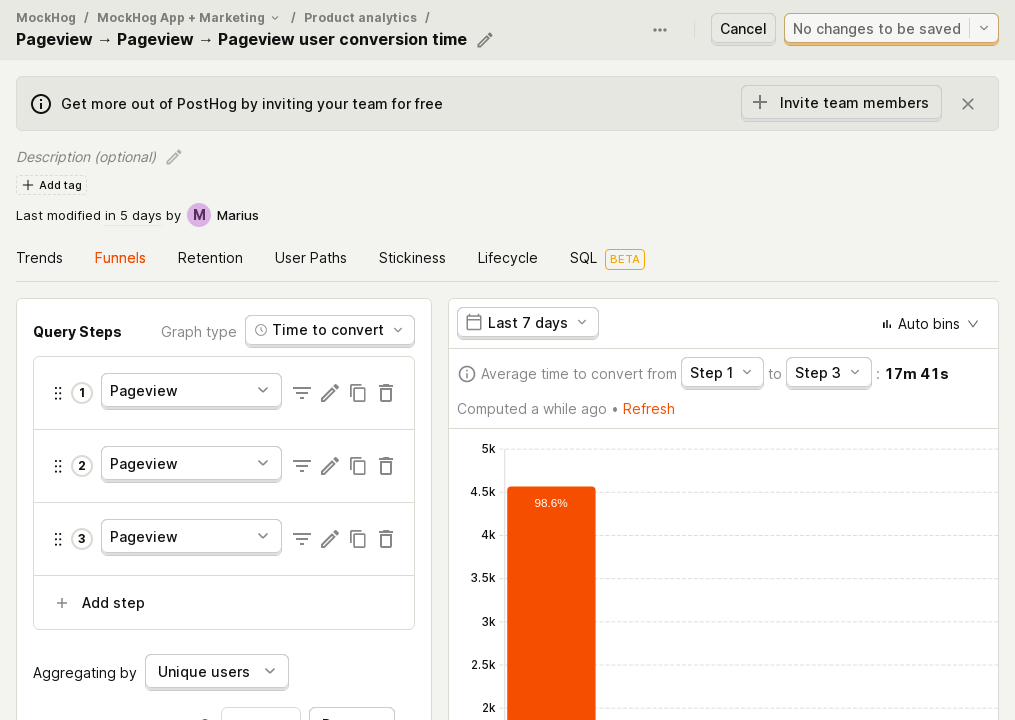 MockHog / MockHog App + Marketing / Product analytics /
Pageview → Pageview → Pageview user conversion time
Cancel
No changes to be saved
Get more out of PostHog by inviting your team for free
Invite team members
Description (optional)
Add tag
Last modified in 5 days by M Marius
Trends Funnels Retention User Paths Stickiness Lifecycle SQL BETA
Query Steps
Graph type Time to convert
1 Pageview
2 Pageview
3 Pageview
Add step
Aggregating by Unique users
Last 7 days
Auto bins
Average time to convert from Step 1 to Step 3 : 17m 41s
Computed a while ago • Refresh
5k
4.5k
98.6%
4k
3.5k
3k
2.5k
2k